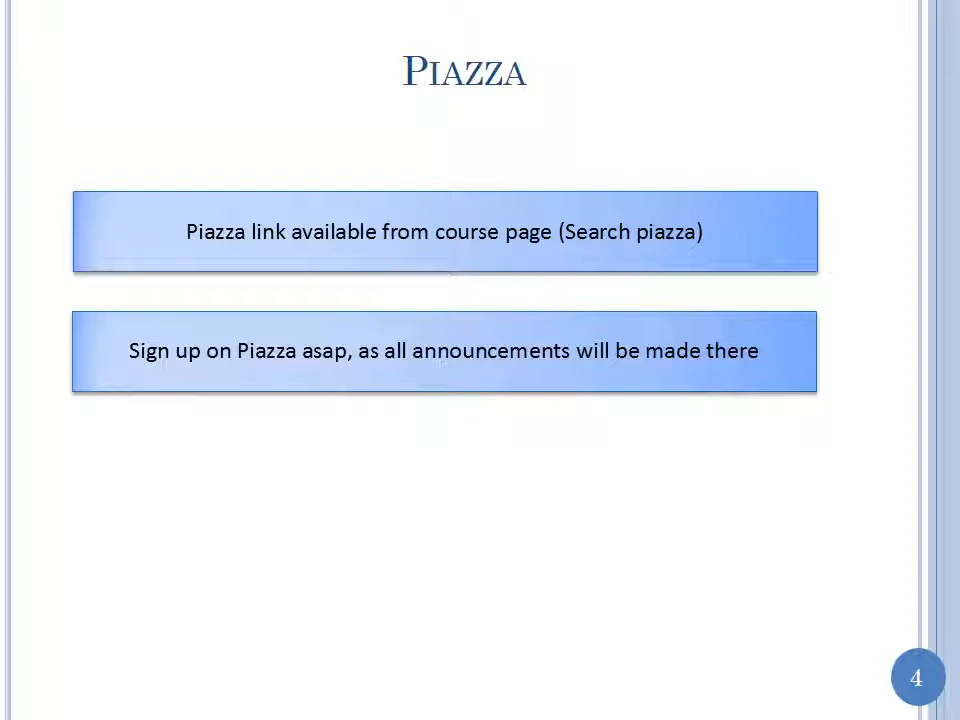 Piazza
Piazza link available from course page (Search piazza)
Sign up on Piazza asap, as all announcements will be made there
4